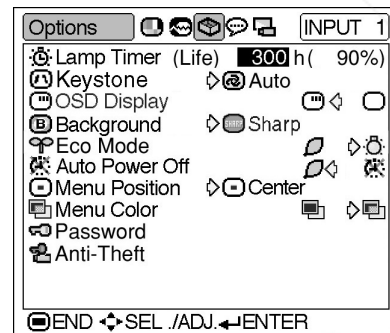 Options INPUT 1
Lamp Timer (Life) 300 h( 90%)
Keystone Auto
OSD Display
B Background SHARP Sharp
Eco Mode
Auto Power Off
Menu Position Center
Menu Color
Password
Anti-Theft
END SEL ./ADJ. ENTER